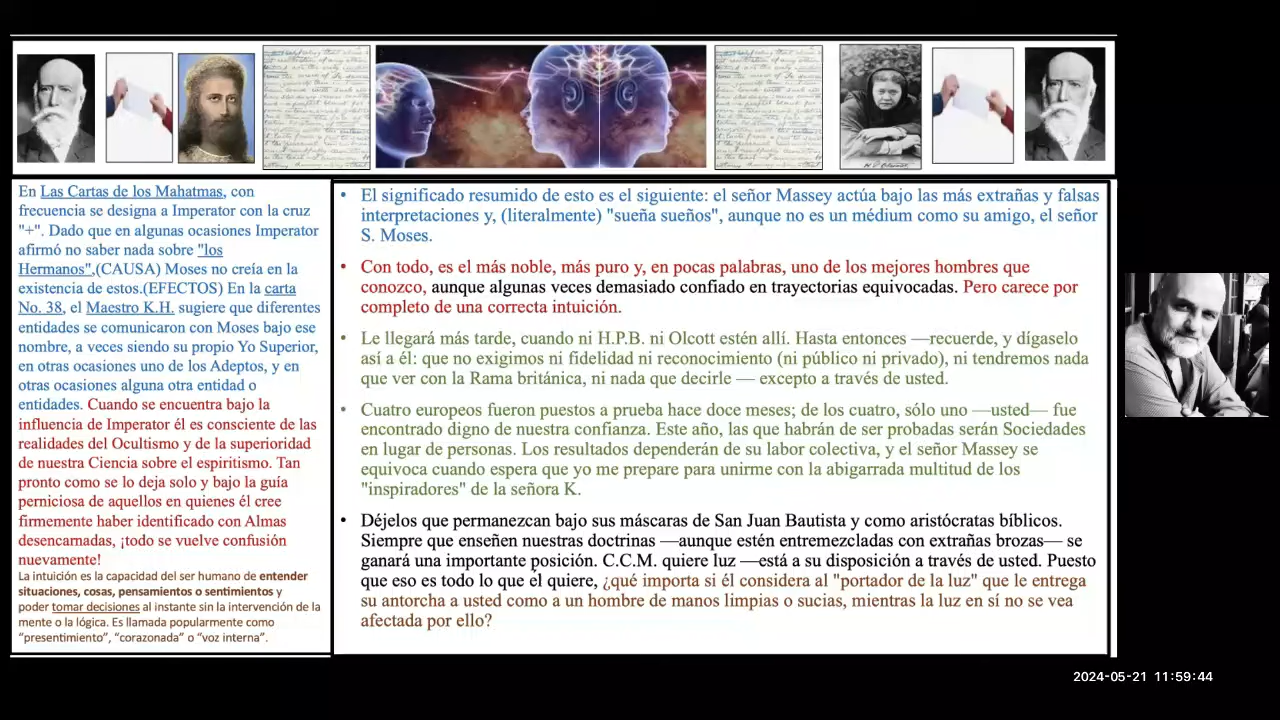 En Las Cartas de los Mahatmas, con
frecuencia se designa a Imperator con la cruz
"+". Dado que en algunas ocasiones Imperator
afirmó no saber nada sobre "los
Hermanos",(CAUSA) Moses no creía en la
existencia de estos.(EFECTOS) En la carta
No. 38, el Maestro K.H. sugiere que diferentes
entidades se comunicaron con Moses bajo ese
nombre, a veces siendo su propio Yo Superior,
en otras ocasiones uno de los Adeptos, y en
otras ocasiones alguna otra entidad o
entidades. Cuando se encuentra bajo la
influencia de Imperator él es consciente de las
realidades del Ocultismo y de la superioridad
de nuestra Ciencia sobre el espiritismo. Tan
pronto como se lo deja solo y bajo la guía
perniciosa de aquellos en quienes él cree
firmemente haber identificado con Almas
desencarnadas, ¡todo se vuelve confusión
nuevamente!
La intuición es la capacidad del ser humano de entender
situaciones, cosas, pensamientos o sentimientos y
poder tomar decisiones al instante sin la intervención de la
mente o la lógica. Es llamada popularmente como
“presentimiento”, “corazonada” o “voz interna”.
• El significado resumido de esto es el siguiente: el señor Massey actúa bajo las más extrañas y falsas
interpretaciones y, (literalmente) "sueña sueños", aunque no es un médium como su amigo, el señor
S. Moses.
• Con todo, es el más noble, más puro y, en pocas palabras, uno de los mejores hombres que
conozco, aunque algunas veces demasiado confiado en trayectorias equivocadas. Pero carece por
completo de una correcta intuición.
• Le llegará más tarde, cuando ni H.P.B. ni Olcott estén allí. Hasta entonces —recuerde, y dígaselo
así a él: que no exigimos ni fidelidad ni reconocimiento (ni público ni privado), ni tendremos nada
que ver con la Rama británica, ni nada que decirle — excepto a través de usted.
• Cuatro europeos fueron puestos a prueba hace doce meses; de los cuatro, sólo uno —usted— fue
encontrado digno de nuestra confianza. Este año, las que habrán de ser probadas serán Sociedades
en lugar de personas. Los resultados dependerán de su labor colectiva, y el señor Massey se
equivoca cuando espera que yo me prepare para unirme con la abigarrada multitud de los
"inspiradores" de la señora K.
• Déjelos que permanezcan bajo sus máscaras de San Juan Bautista y como aristócratas bíblicos.
Siempre que enseñen nuestras doctrinas —aunque estén entremezcladas con extrañas brozas— se
ganará una importante posición. C.C.M. quiere luz —está a su disposición a través de usted. Puesto
que eso es todo lo que él quiere, ¿qué importa si él considera al "portador de la luz" que le entrega
su antorcha a usted como a un hombre de manos limpias o sucias, mientras la luz en sí no se vea
afectada por ello?
2024-05-21 11:59:44